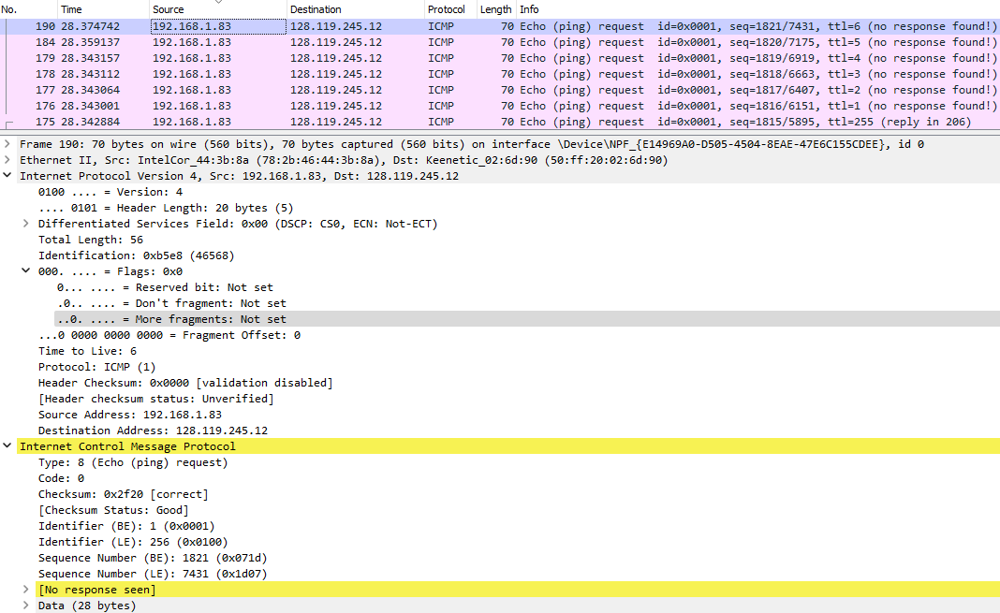 No. Time Source Destination Protocol Length Info
190 28.374742 192.168.1.83 128.119.245.12 ICMP 70 Echo (ping) request id=0x0001, seq=1821/7431, ttl=6 (no response found!)
184 28.359137 192.168.1.83 128.119.245.12 ICMP 70 Echo (ping) request id=0x0001, seq=1820/7175, ttl=5 (no response found!)
179 28.343157 192.168.1.83 128.119.245.12 ICMP 70 Echo (ping) request id=0x0001, seq=1819/6919, ttl=4 (no response found!)
178 28.343112 192.168.1.83 128.119.245.12 ICMP 70 Echo (ping) request id=0x0001, seq=1818/6663, ttl=3 (no response found!)
177 28.343064 192.168.1.83 128.119.245.12 ICMP 70 Echo (ping) request id=0x0001, seq=1817/6407, ttl=2 (no response found!)
176 28.343001 192.168.1.83 128.119.245.12 ICMP 70 Echo (ping) request id=0x0001, seq=1816/6151, ttl=1 (no response found!)
175 28.342884 192.168.1.83 128.119.245.12 ICMP 70 Echo (ping) request id=0x0001, seq=1815/5895, ttl=255 (reply in 206)
Frame 190: 70 bytes on wire (560 bits), 70 bytes captured (560 bits) on interface \Device\NPF_{E14969A0-D505-4504-8EAE-47E6C155CDEE}, id 0
Ethernet II, Src: IntelCor_44:3b:8a (78:2b:46:44:3b:8a), Dst: Keenetic_02:6d:90 (50:ff:20:02:6d:90)
Internet Protocol Version 4, Src: 192.168.1.83, Dst: 128.119.245.12
0100 .... = Version: 4
.... 0101 = Header Length: 20 bytes (5)
Differentiated Services Field: 0x00 (DSCP: CS0, ECN: Not-ECT)
Total Length: 56
Identification: 0xb5e8 (46568)
000. .... = Flags: 0x0
0... .... = Reserved bit: Not set
.0.. .... = Don't fragment: Not set
..0. .... = More fragments: Not set
...0 0000 0000 0000 = Fragment Offset: 0
Time to Live: 6
Protocol: ICMP (1)
Header Checksum: 0x0000 [validation disabled]
[Header checksum status: Unverified]
Source Address: 192.168.1.83
Destination Address: 128.119.245.12
Internet Control Message Protocol
Type: 8 (Echo (ping) request)
Code: 0
Checksum: 0x2f20 [correct]
[Checksum Status: Good]
Identifier (BE): 1 (0x0001)
Identifier (LE): 256 (0x0100)
Sequence Number (BE): 1821 (0x071d)
Sequence Number (LE): 7431 (0x1d07)
[No response seen]
Data (28 bytes)